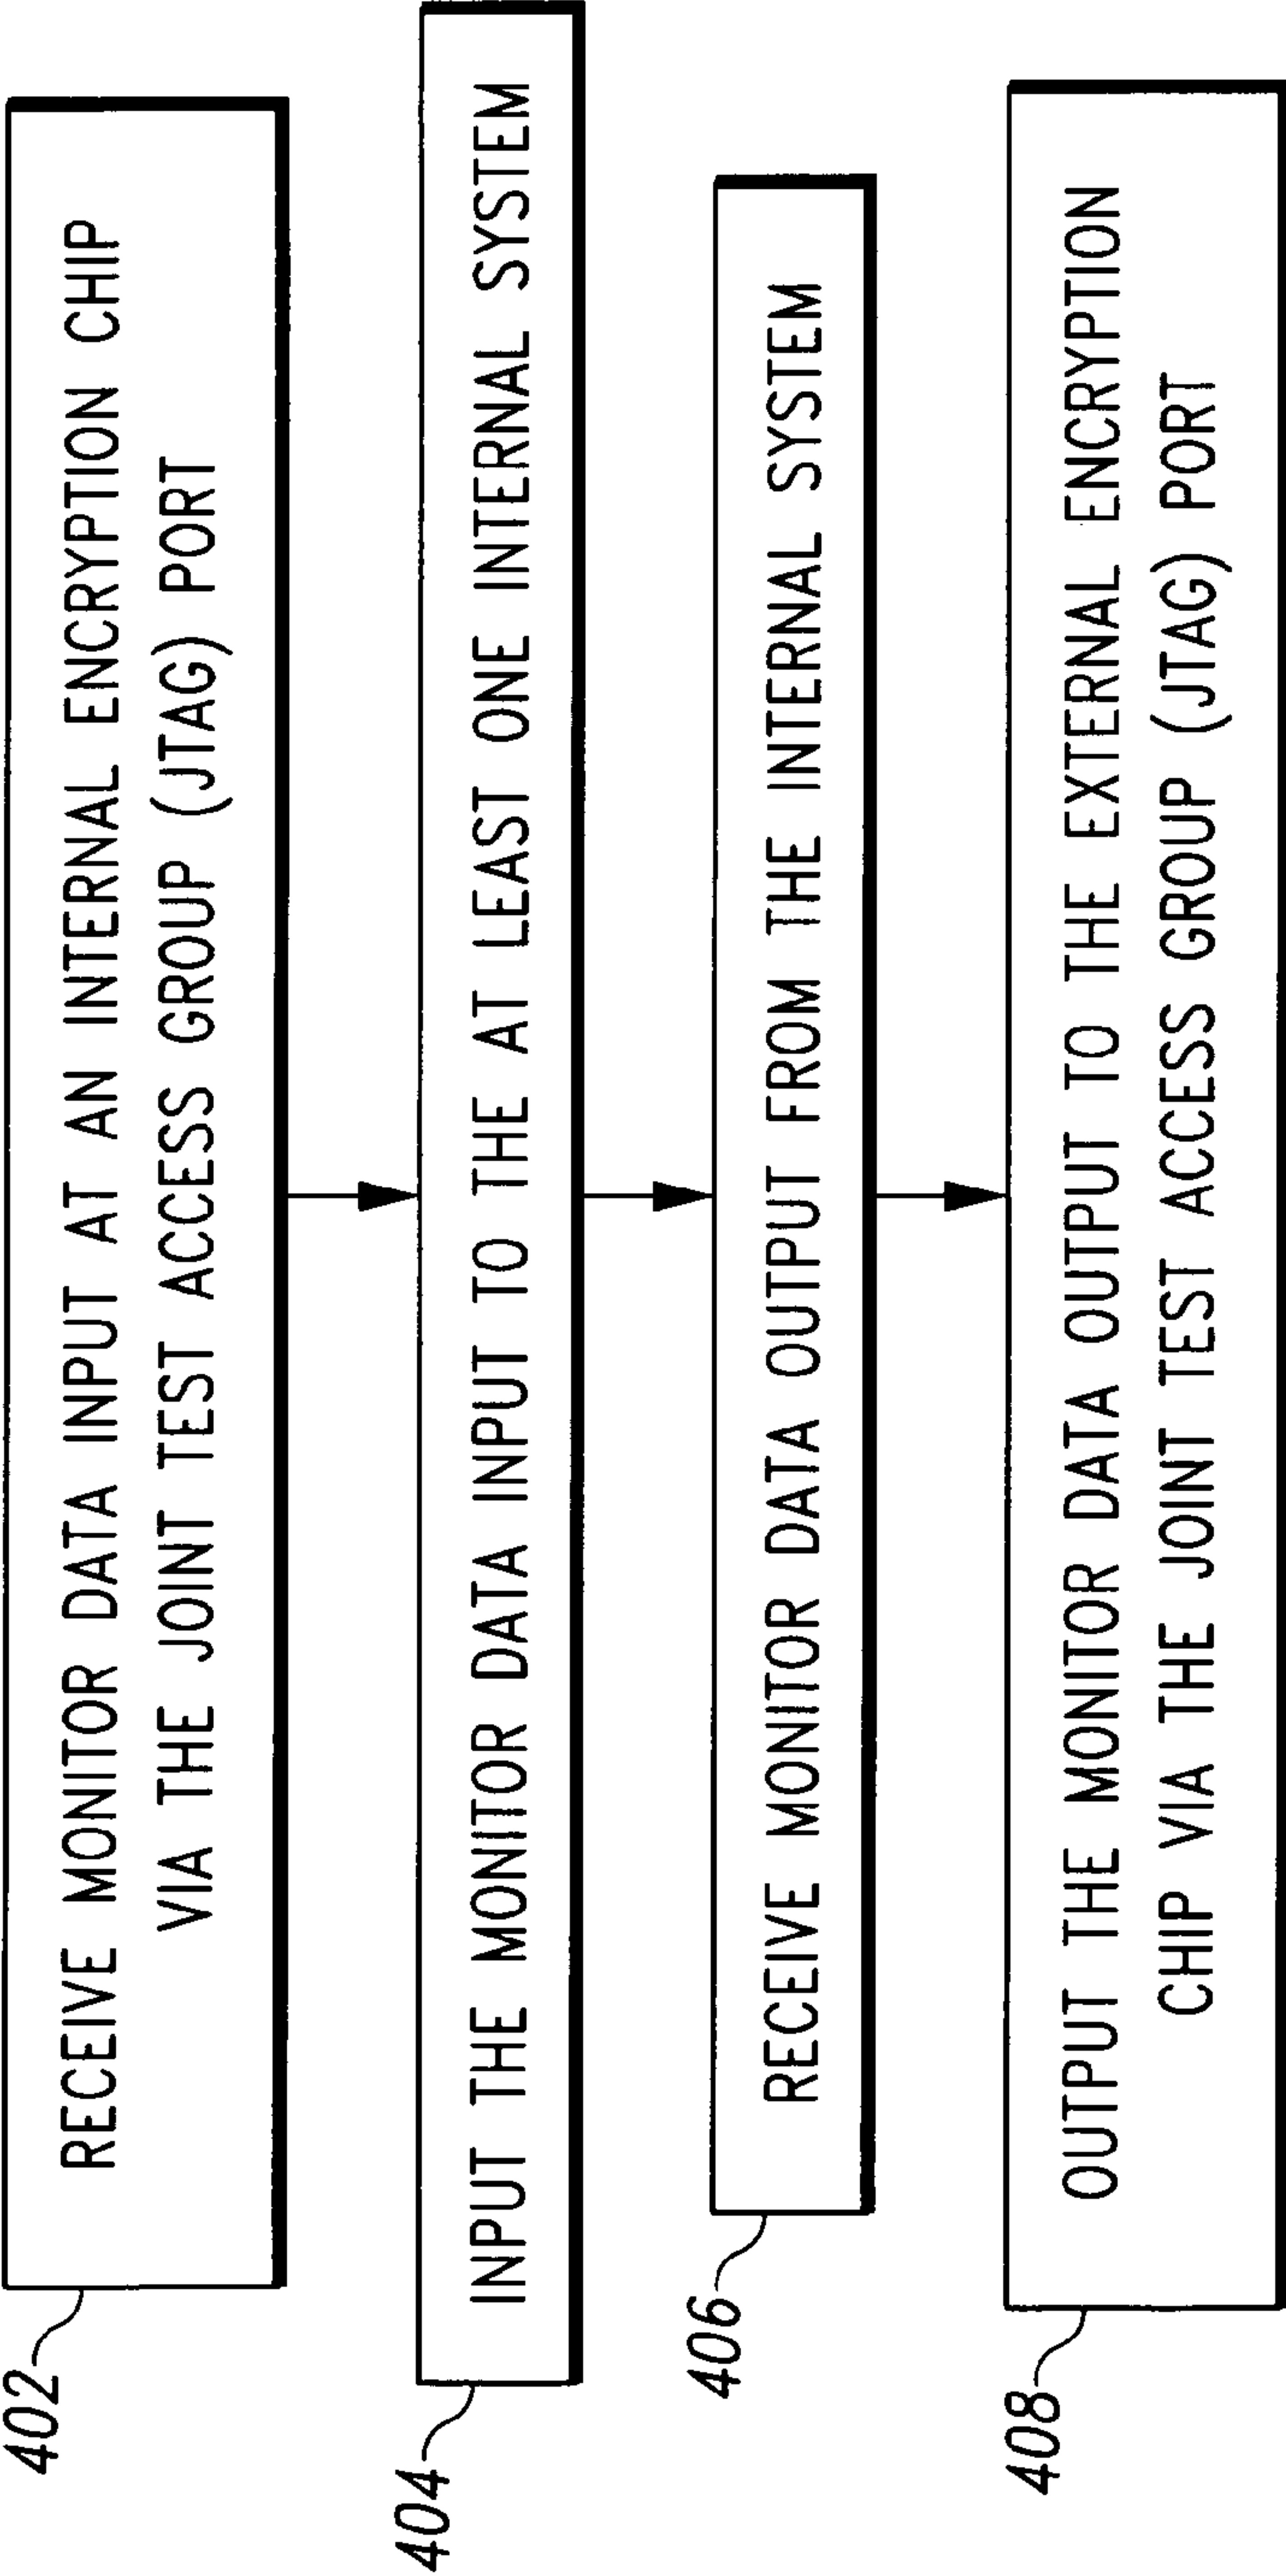 402
RECEIVE MONITOR DATA INPUT AT AN INTERNAL ENCRYPTION CHIP
VIA THE JOINT TEST ACCESS GROUP (JTAG) PORT
404
INPUT THE MONITOR DATA INPUT TO THE AT LEAST ONE INTERNAL SYSTEM
406
RECEIVE MONITOR DATA OUTPUT FROM THE INTERNAL SYSTEM
408
OUTPUT THE MONITOR DATA OUTPUT TO THE EXTERNAL ENCRYPTION
CHIP VIA THE JOINT TEST ACCESS GROUP (JTAG) PORT